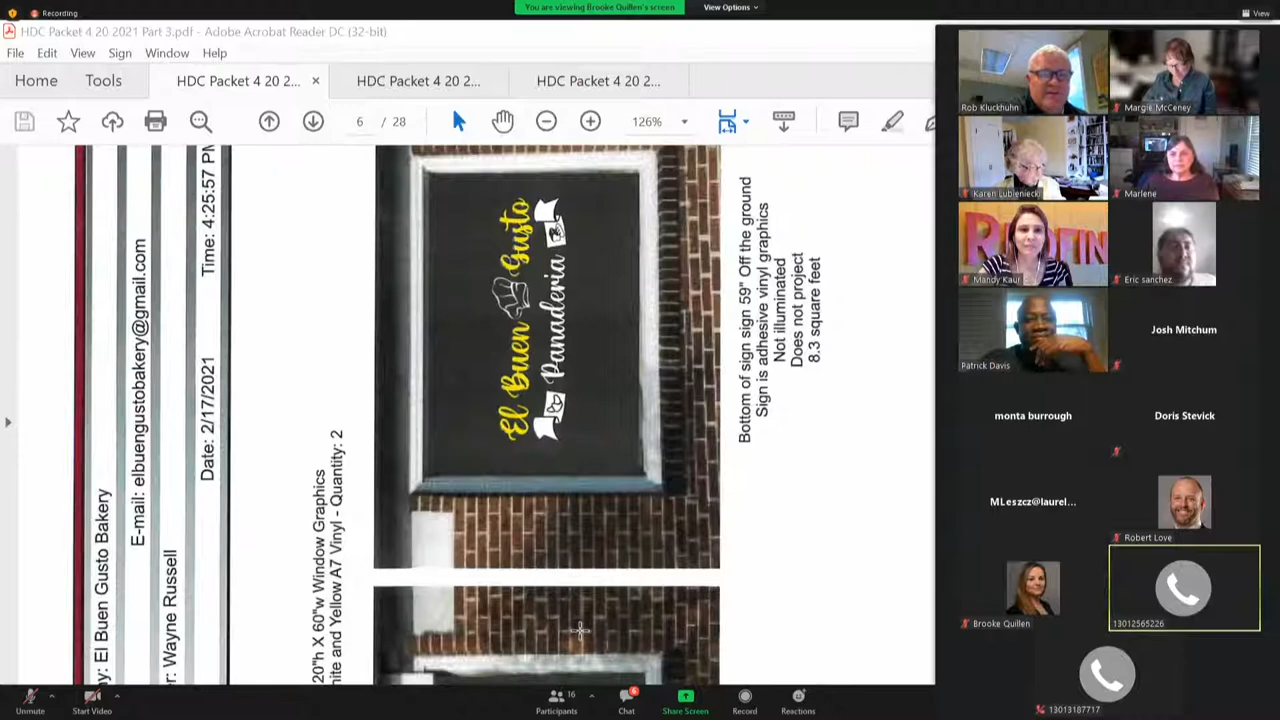 Recording
You are viewing Brooke Quillen's screen
View Options
View
HDC Packet 4 20 2021 Part 3.pdf - Adobe Acrobat Reader DC (32-bit)
File Edit View Sign Window Help
Home Tools HDC Packet 4 20 2... × HDC Packet 4 20 2... HDC Packet 4 20 2...
6 / 28 126%
y: El Buen Gusto Bakery
E-mail: elbuengustobakery@gmail.com
r: Wayne Russell
Date: 2/17/2021 Time: 4:25:57 PM
20"h X 60"w Window Graphics
ite and Yellow A7 Vinyl - Quantity: 2
El Buen Gusto
Panaderia
Bottom of sign sign 59" Off the ground
Sign is adhesive vinyl graphics
Not illuminated
Does not project
8.3 square feet
Rob Kluckhuhn
Margie McCeney
Karen Lubieniecki
Marlene
REDFIN
Mandy Kaur
Eric sanchez
Patrick Davis
Josh Mitchum
monta burrough
Doris Stevick
MLeszcz@laurel...
Robert Love
Brooke Quillen
13012565226
13013187717
Unmute
Start Video
16
Participants
6
Chat
Share Screen
Record
Reactions